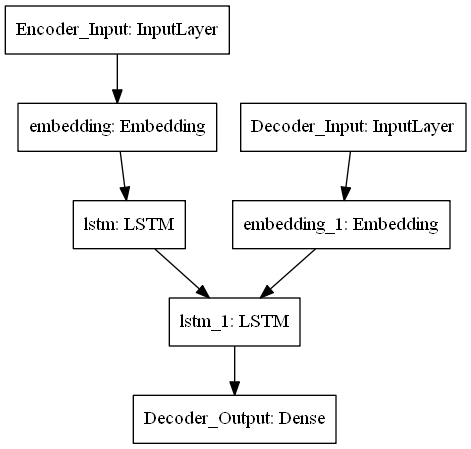 Encoder_Input: InputLayer
embedding: Embedding
Decoder_Input: InputLayer
lstm: LSTM
embedding_1: Embedding
lstm_1: LSTM
Decoder_Output: Dense